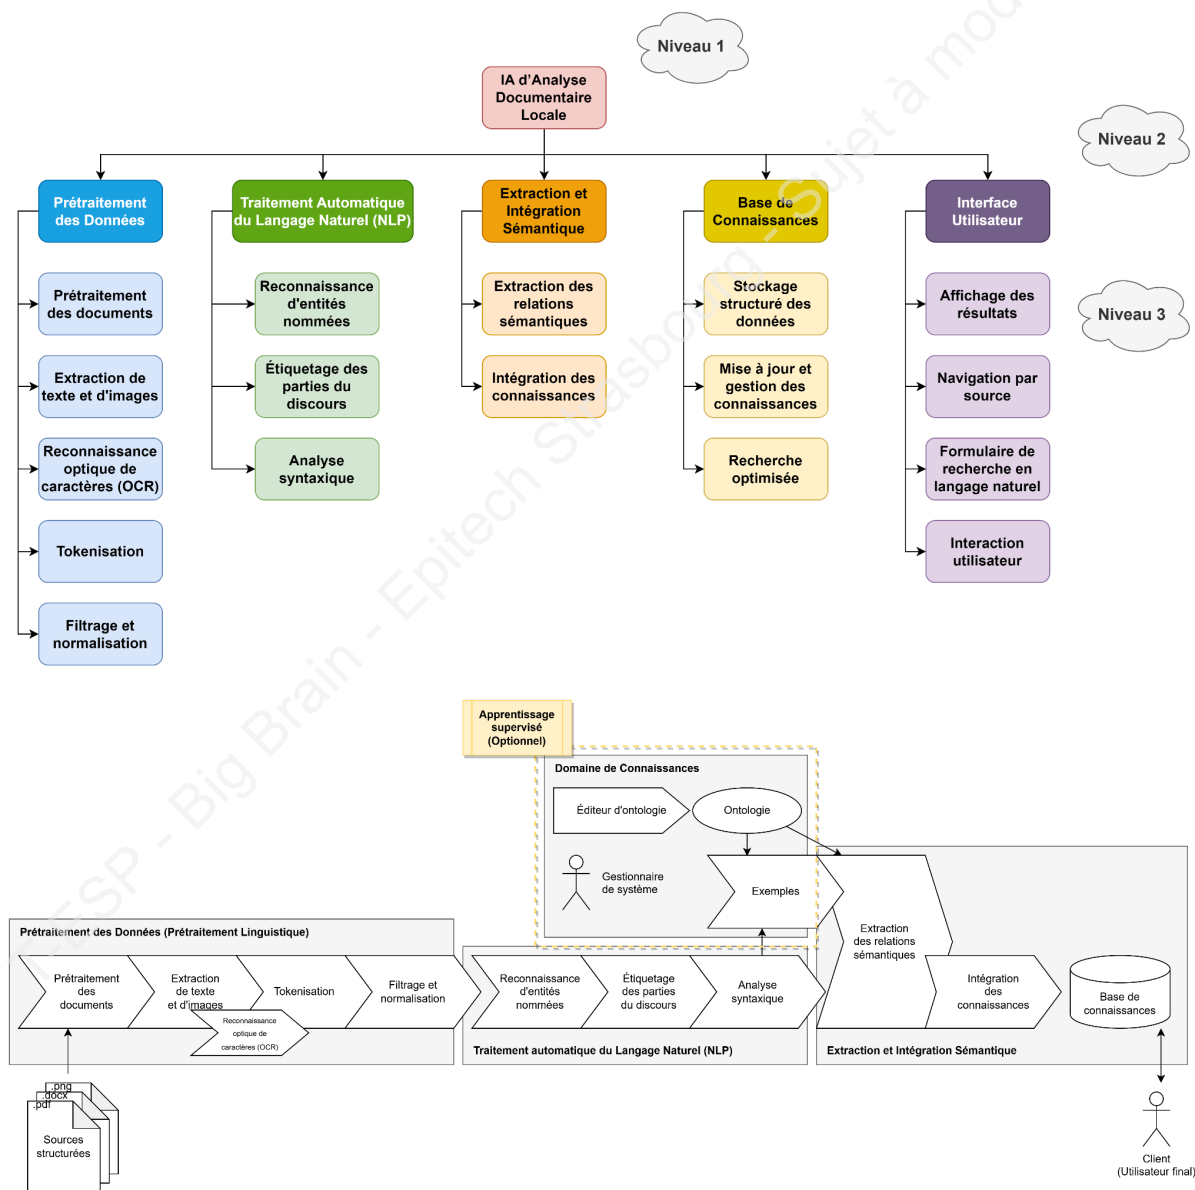 Niveau 1
IA d'Analyse
Documentaire
Locale
Niveau 2
Prétraitement
des Données
Traitement Automatique
du Langage Naturel (NLP)
Extraction et
Intégration
Sémantique
Base de
Connaissances
Interface
Utilisateur
Niveau 3
Prétraitement
des documents
Reconnaissance
d'entités
nommées
Extraction des
relations
sémantiques
Stockage
structuré des
données
Affichage des
résultats
Extraction de
texte et d'images
Étiquetage des
parties du
discours
Intégration des
connaissances
Mise à jour et
gestion des
connaissances
Navigation par
source
Reconnaissance
optique de
caractères (OCR)
Analyse
syntaxique
Recherche
optimisée
Formulaire de
recherche en
langage naturel
Tokenisation
Interaction
utilisateur
Filtrage et
normalisation
Apprentissage
supervisé
(Optionnel)
Domaine de Connaissances
Éditeur d'ontologie
Ontologie
Gestionnaire
de système
Exemples
Prétraitement des Données (Prétraitement Linguistique)
Prétraitement
des
documents
Extraction
de texte
et d'images
Reconnaissance
optique de
caractères (OCR)
Tokenisation
Filtrage et
normalisation
Reconnaissance
d'entités
nommées
Étiquetage
des parties
du discours
Analyse
syntaxique
Traitement automatique du Langage Naturel (NLP)
Extraction
des relations
sémantiques
Intégration
des
connaissances
Base de
connaissances
Extraction et Intégration Sémantique
.png
.docx
.pdf
Sources
structurées
Client
(Utilisateur final)
T-ESP - Big Brain - Epitech Strasbourg - Sujet à mod